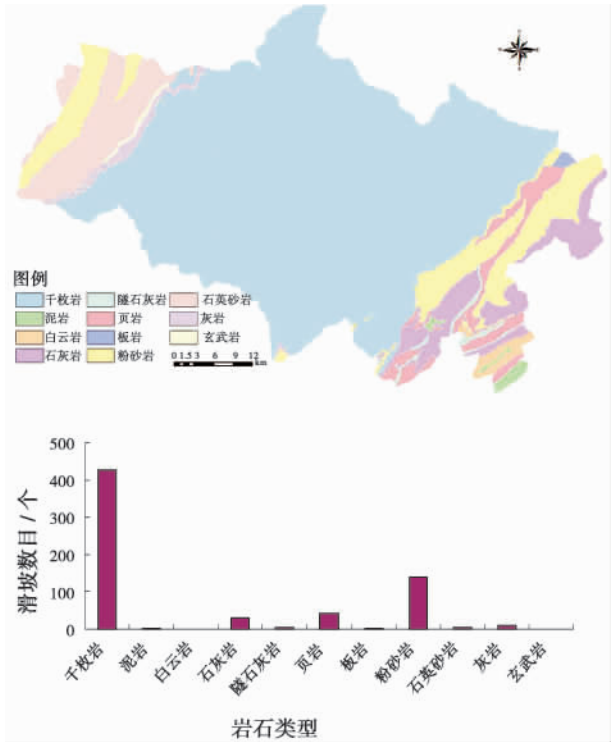 图例
千枚岩 隧石灰岩 石英砂岩
泥岩 页岩 灰岩
白云岩 板岩 玄武岩
石灰岩 粉砂岩 0 1.5 3 6 9 12
km
滑坡数目 / 个
500
400
300
200
100
0
千枚岩 泥岩 白云岩 石灰岩 隧石灰岩 页岩 板岩 粉砂岩 石英砂岩 灰岩 玄武岩
岩石类型